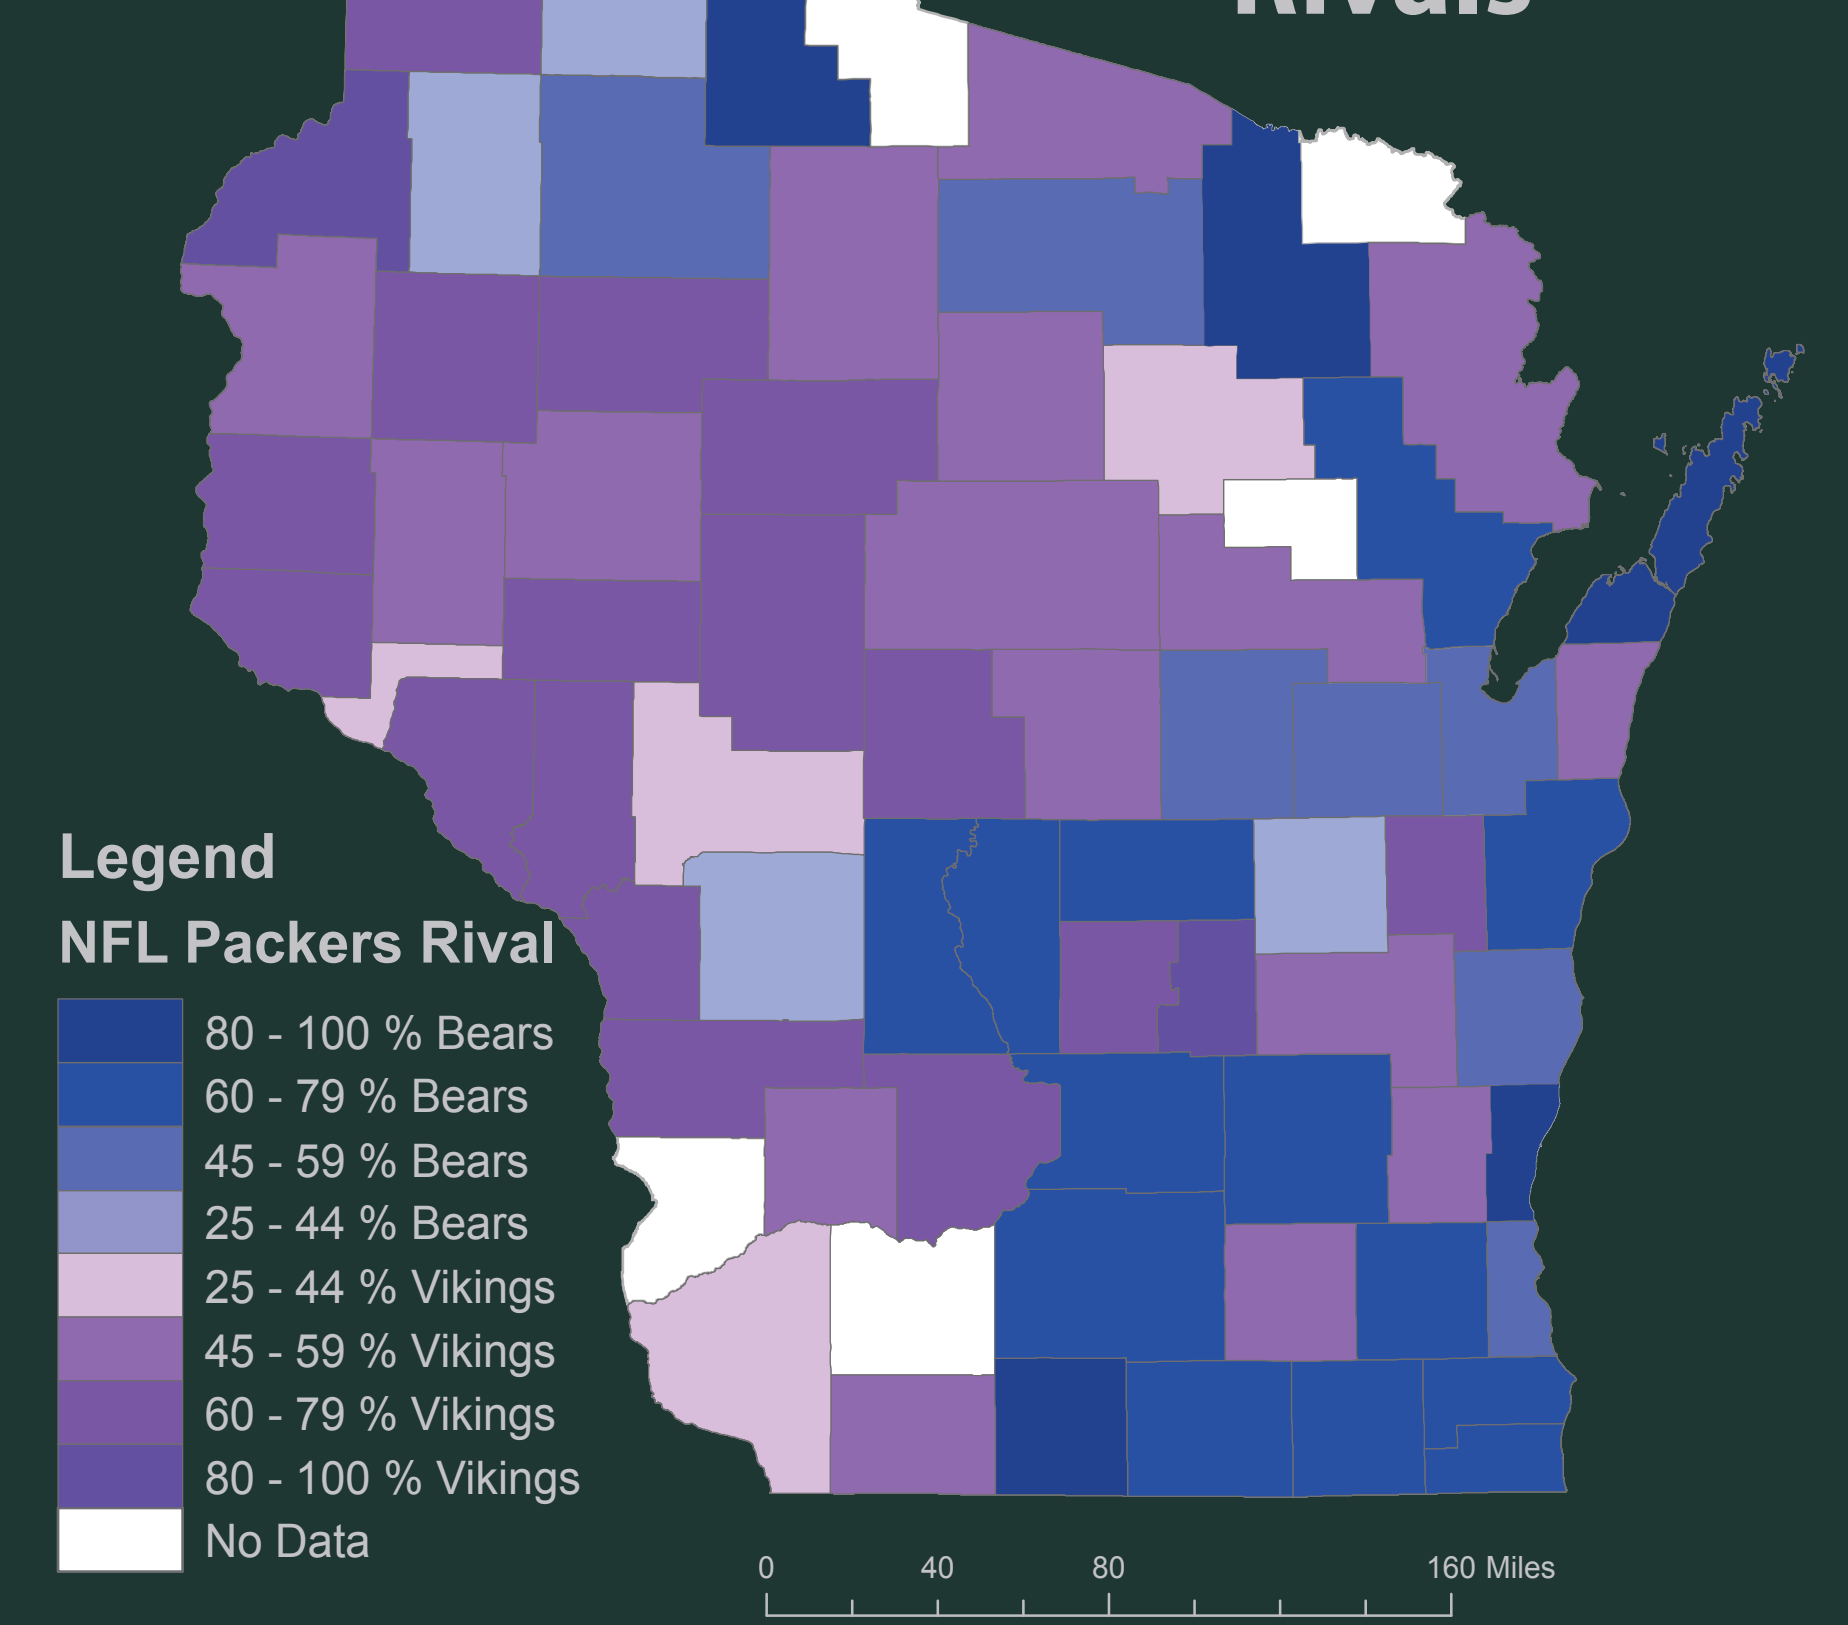 Rivals
Legend
NFL Packers Rival
80 - 100 % Bears
60 - 79 % Bears
45 - 59 % Bears
25 - 44 % Bears
25 - 44 % Vikings
45 - 59 % Vikings
60 - 79 % Vikings
80 - 100 % Vikings
No Data
0 40 80 160 Miles